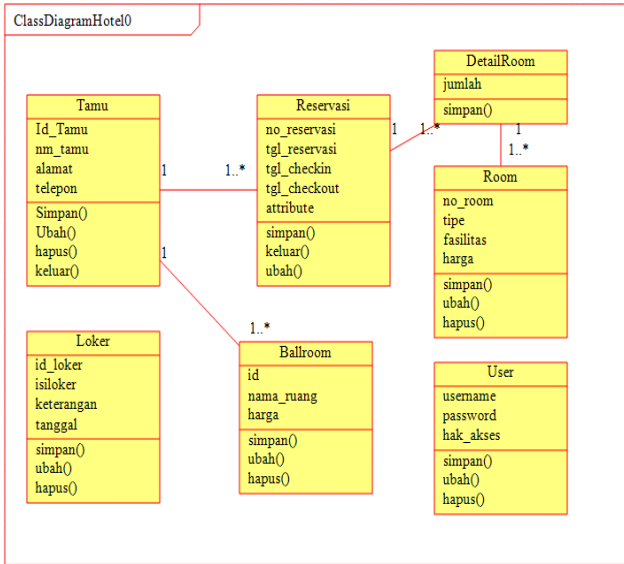 ClassDiagramHotel0
Tamu
Id_Tamu
nm_tamu
alamat
telepon
Simpan()
Ubah()
hapus()
keluar()
1
1..*
Reservasi
no_reservasi
tgl_reservasi
tgl_checkin
tgl_checkout
attribute
simpan()
keluar()
ubah()
1
1..*
DetailRoom
jumlah
simpan()
1
1..*
Room
no_room
tipe
fasilitas
harga
simpan()
ubah()
hapus()
1
1..*
Loker
id_loker
isiloker
keterangan
tanggal
simpan()
ubah()
hapus()
Ballroom
id
nama_ruang
harga
simpan()
ubah()
hapus()
User
username
password
hak_akses
simpan()
ubah()
hapus()